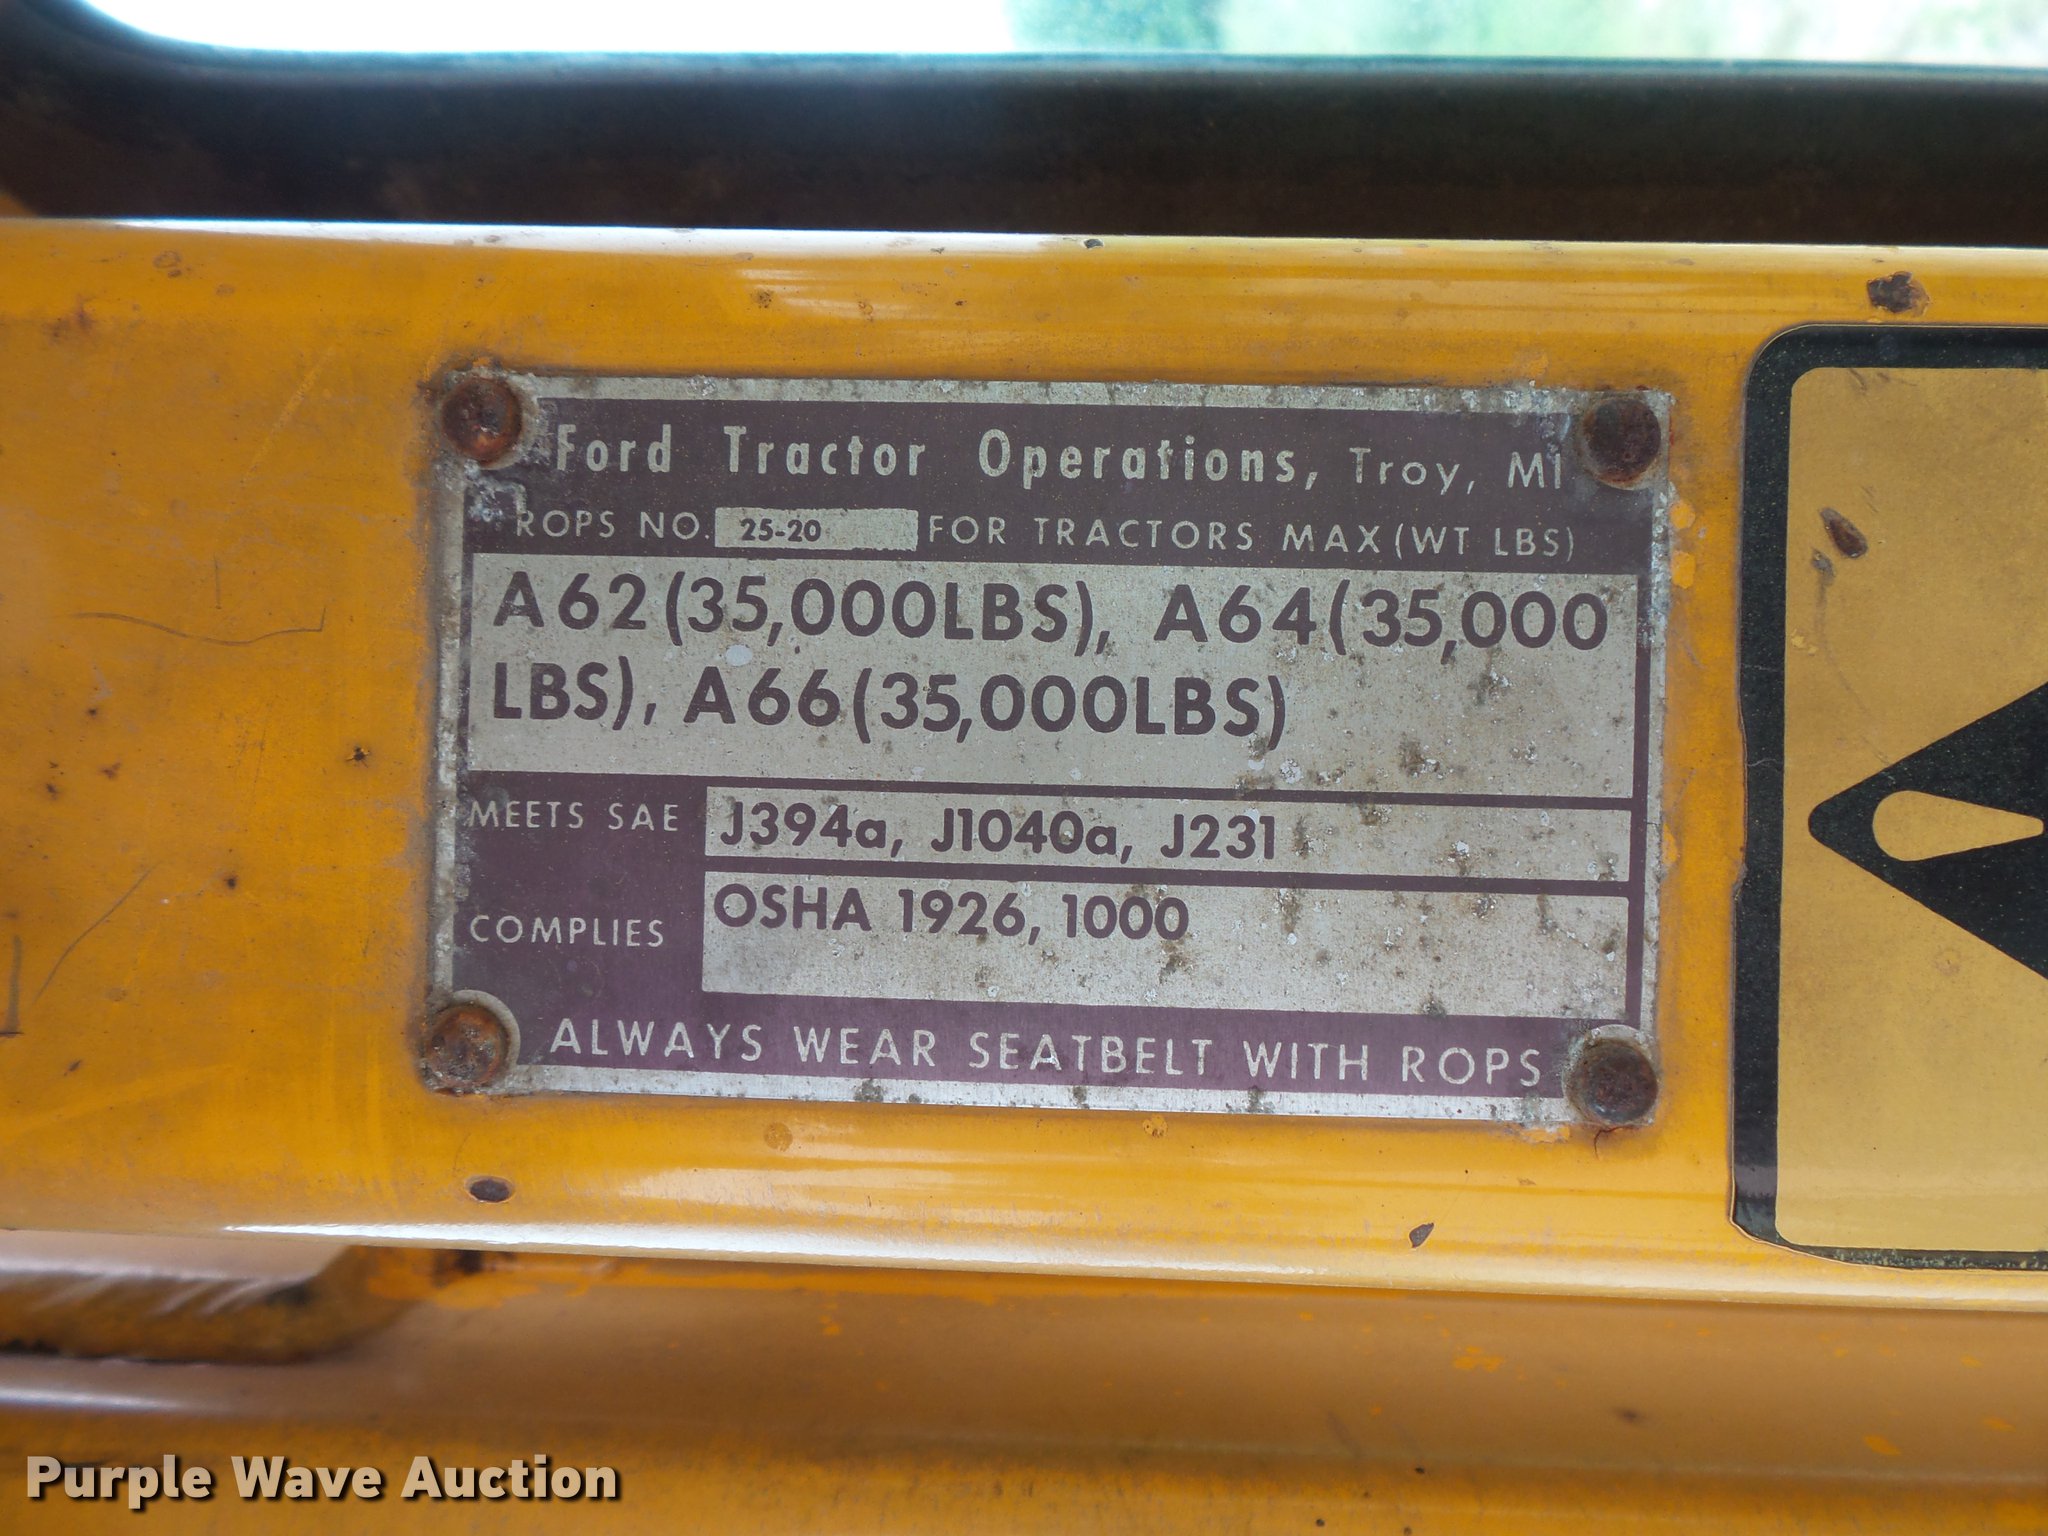 Ford Tractor Operations, Troy, MI
ROPS NO. 25-20 FOR TRACTORS MAX(WT LBS)
A62(35,000LBS), A64(35,000
LBS), A66(35,000LBS)
MEETS SAE J394a, J1040a, J231
COMPLIES OSHA 1926, 1000
ALWAYS WEAR SEATBELT WITH ROPS
Purple Wave Auction